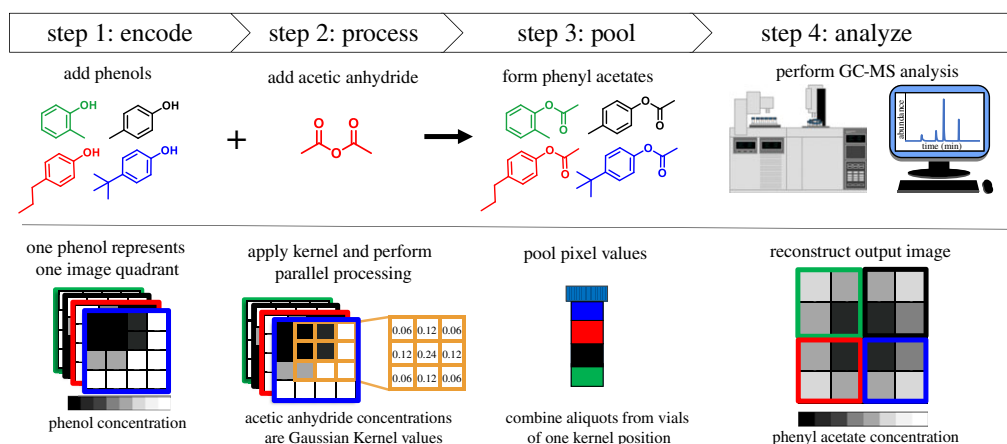 step 1: encode
step 2: process
step 3: pool
step 4: analyze
add phenols
add acetic anhydride
form phenyl acetates
perform GC-MS analysis
OH
OH
OH
OH
+
O O
O
O
O
O
O
O
O
O
O
abundance
time (min)
one phenol represents
one image quadrant
phenol concentration
apply kernel and perform
parallel processing
0.06 0.12 0.06
0.12 0.24 0.12
0.06 0.12 0.06
acetic anhydride concentrations
are Gaussian Kernel values
pool pixel values
combine aliquots from vials
of one kernel position
reconstruct output image
phenyl acetate concentration